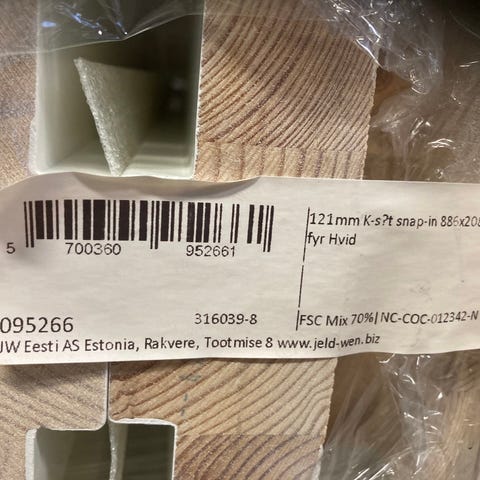 121mm K-s?t snap-in 886x208
fyr Hvid
5 700360 952661
095266 316039-8 FSC Mix 70%| NC-COC-012342-N
JW Eesti AS Estonia, Rakvere, Tootmise 8 www.jeld-wen.biz